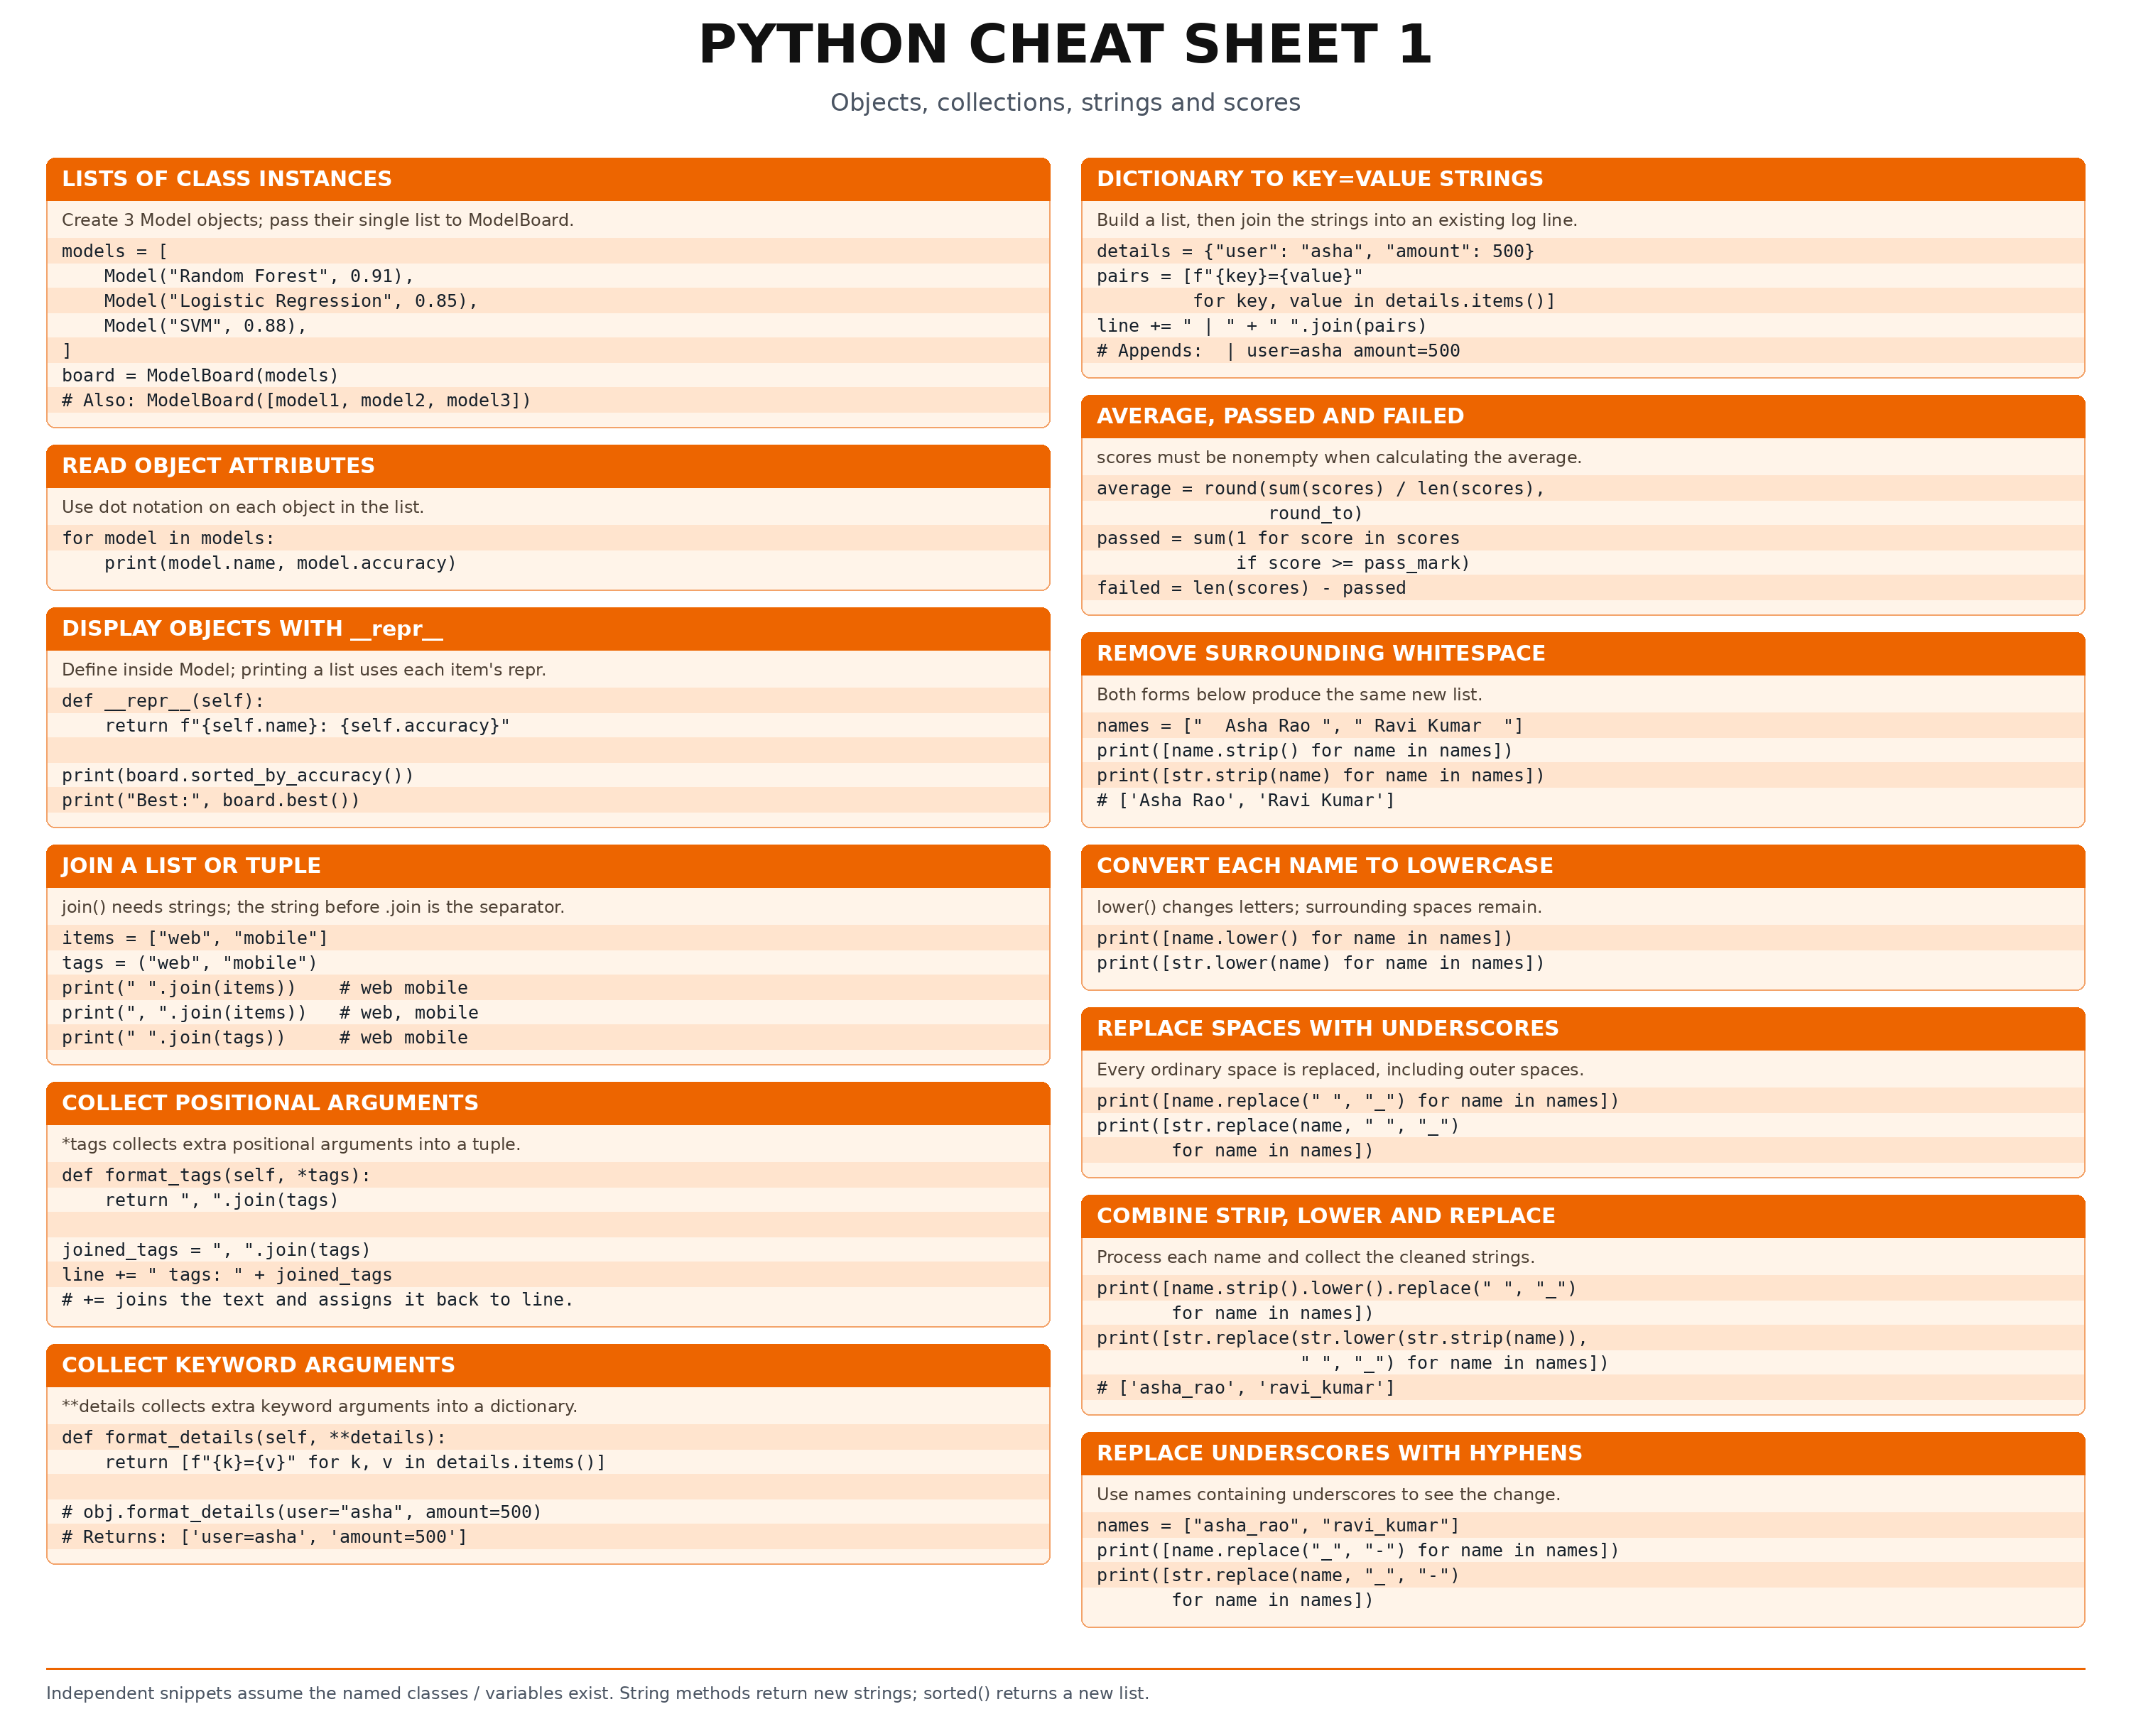 PYTHON CHEAT SHEET 1
Objects, collections, strings and scores
LISTS OF CLASS INSTANCES
Create 3 Model objects; pass their single list to ModelBoard.
models = [
    Model("Random Forest", 0.91),
    Model("Logistic Regression", 0.85),
    Model("SVM", 0.88),
]
board = ModelBoard(models)
# Also: ModelBoard([model1, model2, model3])
READ OBJECT ATTRIBUTES
Use dot notation on each object in the list.
for model in models:
    print(model.name, model.accuracy)
DISPLAY OBJECTS WITH __repr__
Define inside Model; printing a list uses each item's repr.
def __repr__(self):
    return f"{self.name}: {self.accuracy}"
print(board.sorted_by_accuracy())
print("Best:", board.best())
JOIN A LIST OR TUPLE
join() needs strings; the string before .join is the separator.
items = ["web", "mobile"]
tags = ("web", "mobile")
print(" ".join(items))    # web mobile
print(", ".join(items))   # web, mobile
print(" ".join(tags))     # web mobile
COLLECT POSITIONAL ARGUMENTS
*tags collects extra positional arguments into a tuple.
def format_tags(self, *tags):
    return ", ".join(tags)
joined_tags = ", ".join(tags)
line += " tags: " + joined_tags
# += joins the text and assigns it back to line.
COLLECT KEYWORD ARGUMENTS
**details collects extra keyword arguments into a dictionary.
def format_details(self, **details):
    return [f"{k}={v}" for k, v in details.items()]
# obj.format_details(user="asha", amount=500)
# Returns: ['user=asha', 'amount=500']
DICTIONARY TO KEY=VALUE STRINGS
Build a list, then join the strings into an existing log line.
details = {"user": "asha", "amount": 500}
pairs = [f"{key}={value}"
         for key, value in details.items()]
line += " | " + " ".join(pairs)
# Appends:  | user=asha amount=500
AVERAGE, PASSED AND FAILED
scores must be nonempty when calculating the average.
average = round(sum(scores) / len(scores),
                round_to)
passed = sum(1 for score in scores
             if score >= pass_mark)
failed = len(scores) - passed
REMOVE SURROUNDING WHITESPACE
Both forms below produce the same new list.
names = ["  Asha Rao ", " Ravi Kumar  "]
print([name.strip() for name in names])
print([str.strip(name) for name in names])
# ['Asha Rao', 'Ravi Kumar']
CONVERT EACH NAME TO LOWERCASE
lower() changes letters; surrounding spaces remain.
print([name.lower() for name in names])
print([str.lower(name) for name in names])
REPLACE SPACES WITH UNDERSCORES
Every ordinary space is replaced, including outer spaces.
print([name.replace(" ", "_") for name in names])
print([str.replace(name, " ", "_")
       for name in names])
COMBINE STRIP, LOWER AND REPLACE
Process each name and collect the cleaned strings.
print([name.strip().lower().replace(" ", "_")
       for name in names])
print([str.replace(str.lower(str.strip(name)),
                   " ", "_") for name in names])
# ['asha_rao', 'ravi_kumar']
REPLACE UNDERSCORES WITH HYPHENS
Use names containing underscores to see the change.
names = ["asha_rao", "ravi_kumar"]
print([name.replace("_", "-") for name in names])
print([str.replace(name, "_", "-")
       for name in names])
Independent snippets assume the named classes / variables exist. String methods return new strings; sorted() returns a new list.